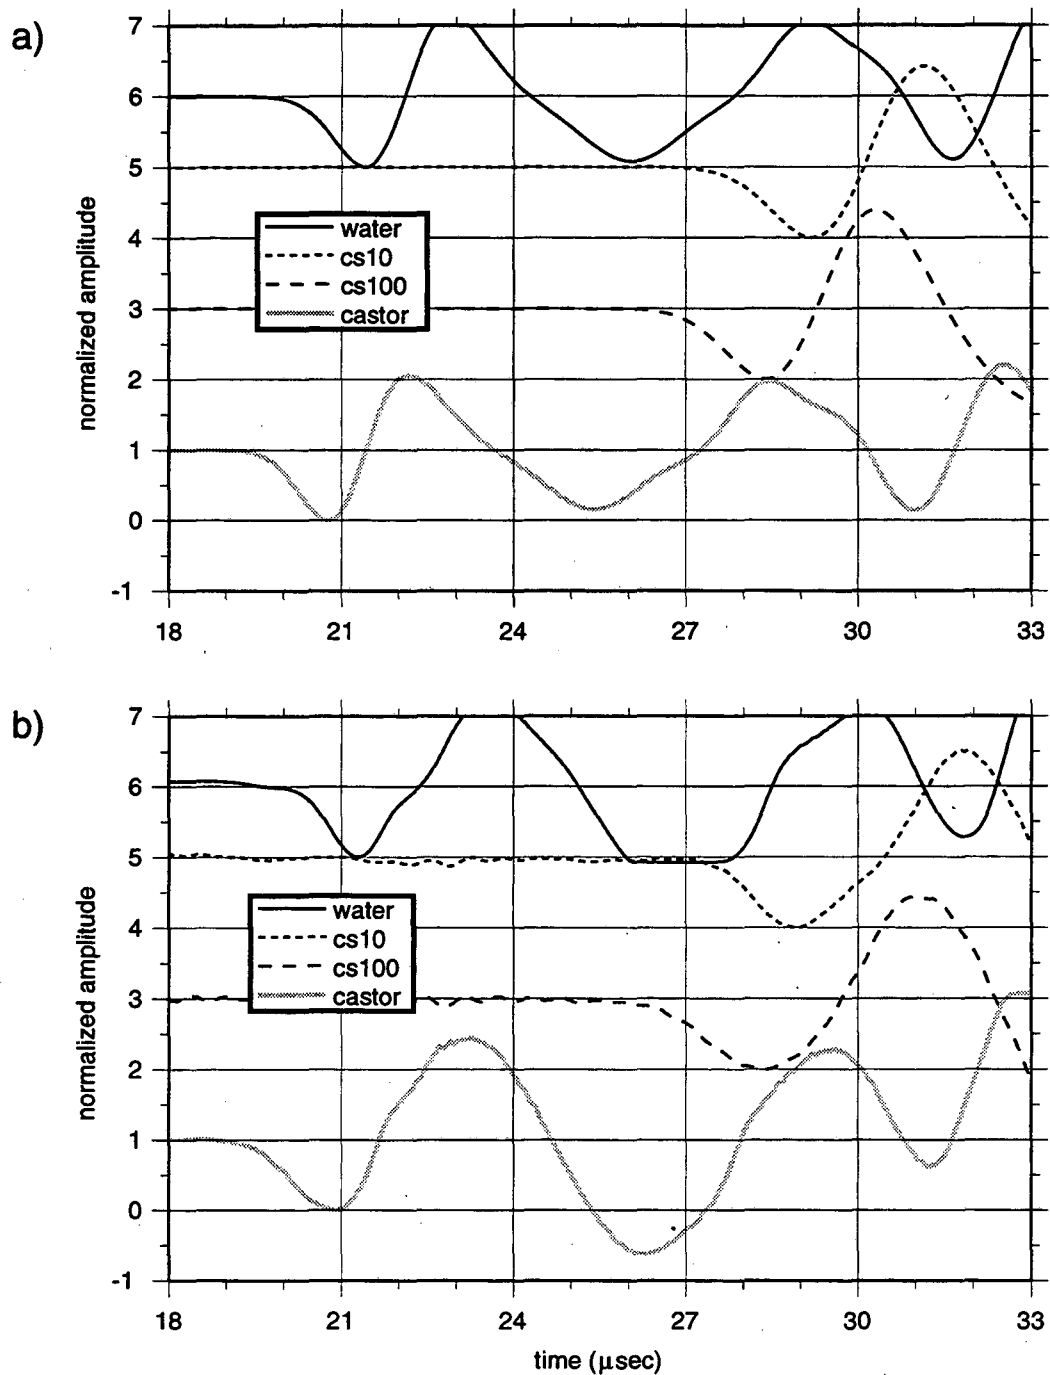 a)
7
6
5
4
3
2
1
0
-1
normalized amplitude
water
cs10
cs100
castor
18 21 24 27 30 33
b)
7
6
5
4
3
2
1
0
-1
normalized amplitude
water
cs10
cs100
castor
18 21 24 27 30 33
time (μsec)